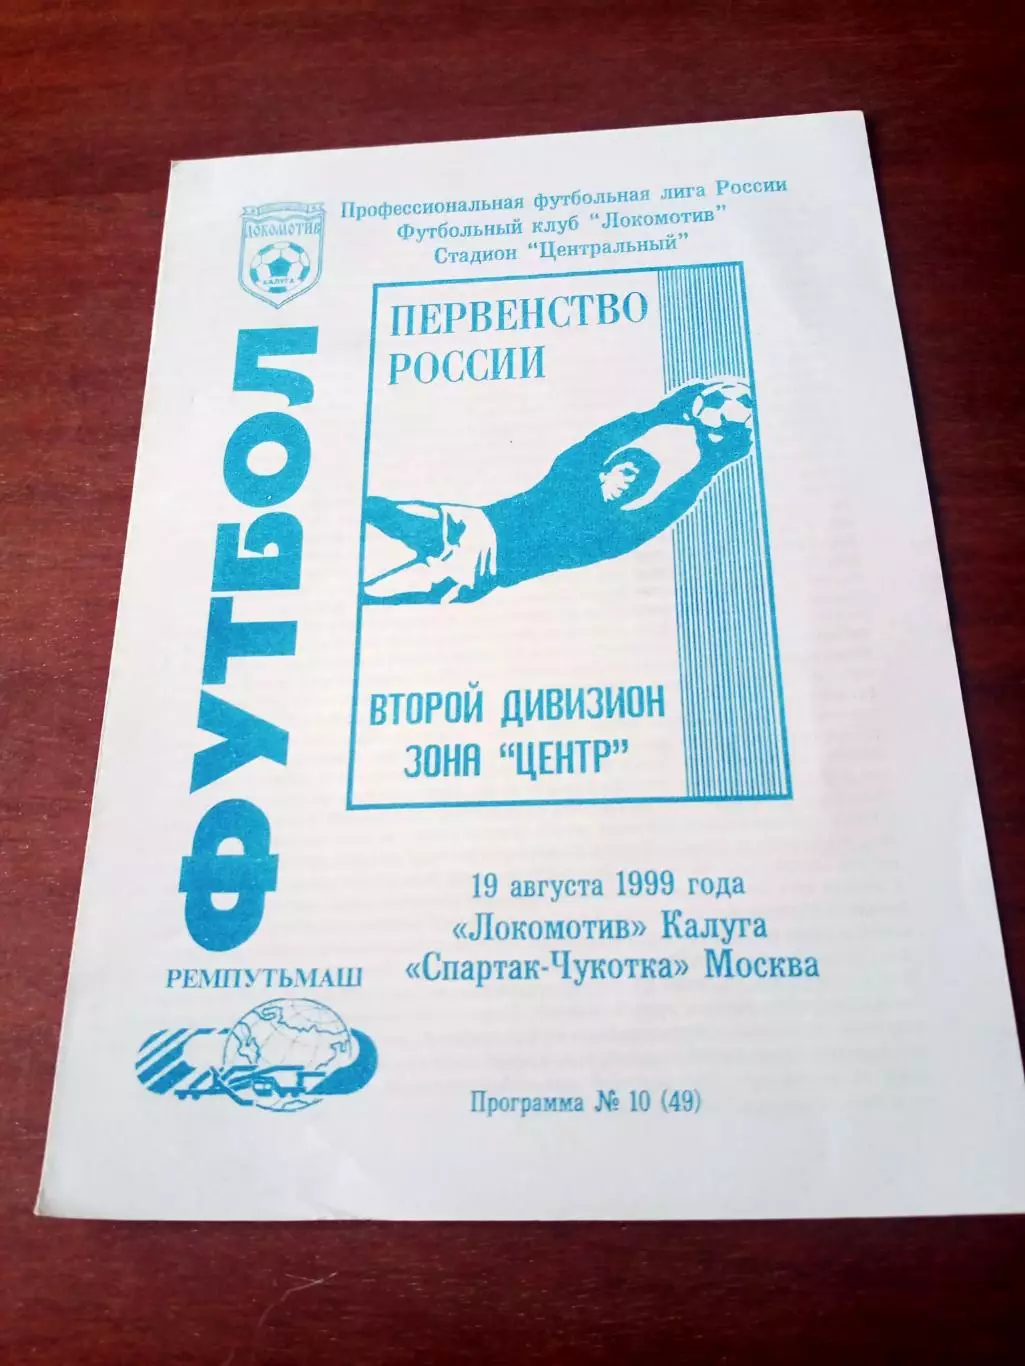 ЛОКОМОТИВ
КАЛУГА
Профессиональная футбольная лига России
Футбольный клуб "Локомотив"
Стадион "Центральный"
ФУТБОЛ
ПЕРВЕНСТВО
РОССИИ
ВТОРОЙ ДИВИЗИОН
ЗОНА "ЦЕНТР"
19 августа 1999 года
«Локомотив» Калуга
«Спартак-Чукотка» Москва
РЕМПУТЬМАШ
Программа № 10 (49)